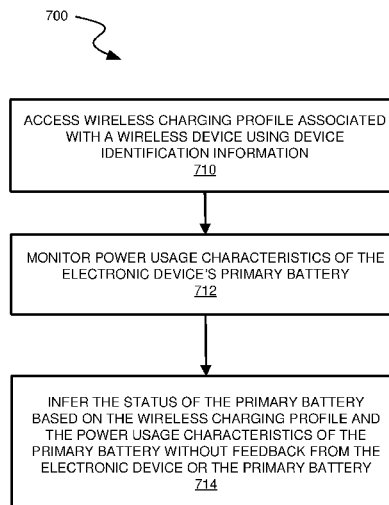 700
ACCESS WIRELESS CHARGING PROFILE ASSOCIATED
WITH A WIRELESS DEVICE USING DEVICE
IDENTIFICATION INFORMATION
710
MONITOR POWER USAGE CHARACTERISTICS OF THE
ELECTRONIC DEVICE'S PRIMARY BATTERY
712
INFER THE STATUS OF THE PRIMARY BATTERY
BASED ON THE WIRELESS CHARGING PROFILE AND
THE POWER USAGE CHARACTERISTICS OF THE
PRIMARY BATTERY WITHOUT FEEDBACK FROM THE
ELECTRONIC DEVICE OR THE PRIMARY BATTERY
714